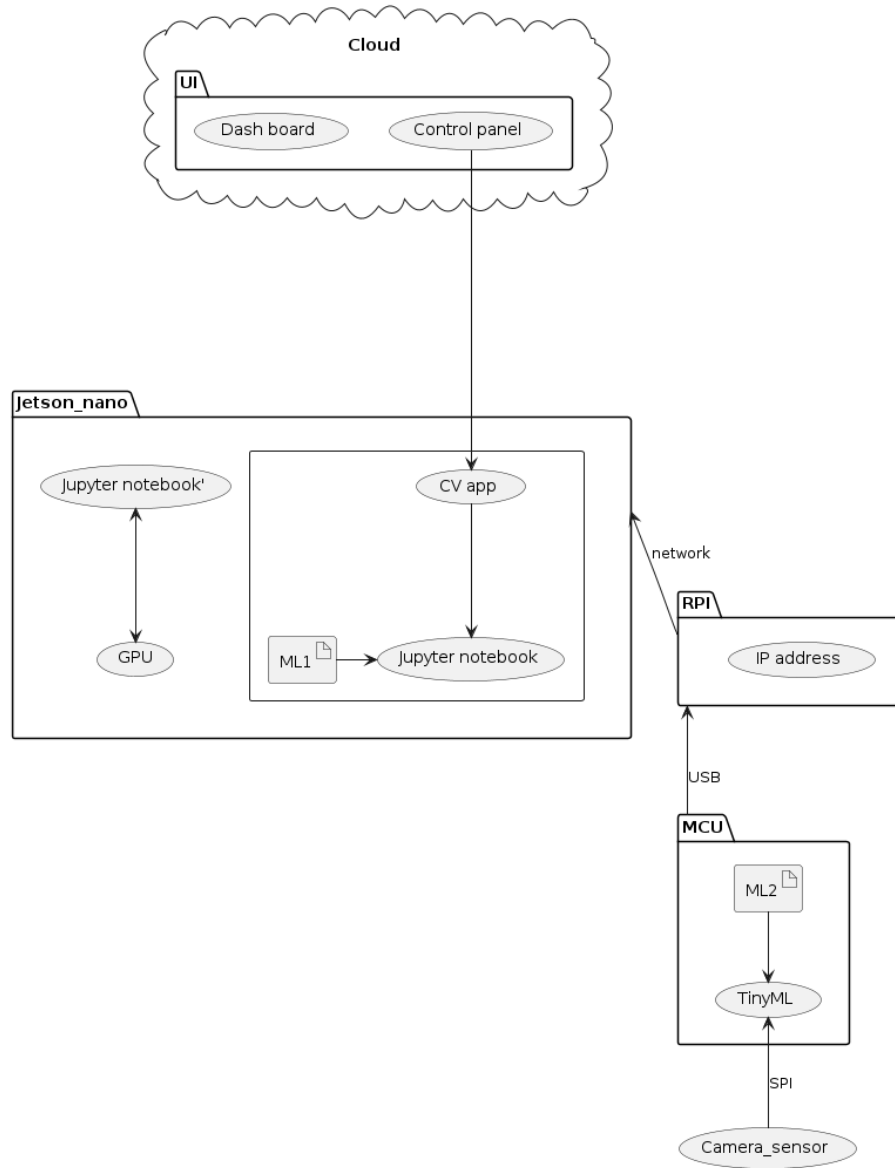 Cloud
UI
Dash board
Control panel
Jetson_nano
Jupyter notebook'
CV app
network
RPI
GPU
ML1
Jupyter notebook
IP address
USB
MCU
ML2
TinyML
SPI
Camera_sensor